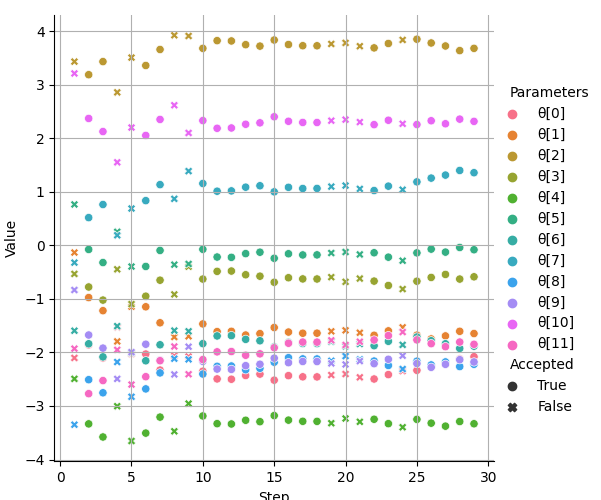 4
3
2
1
0
−1
−2
−3
−4
Value
0
5
10
15
20
25
30
Step
Parameters
θ[0]
θ[1]
θ[2]
θ[3]
θ[4]
θ[5]
θ[6]
θ[7]
θ[8]
θ[9]
θ[10]
θ[11]
Accepted
True
False